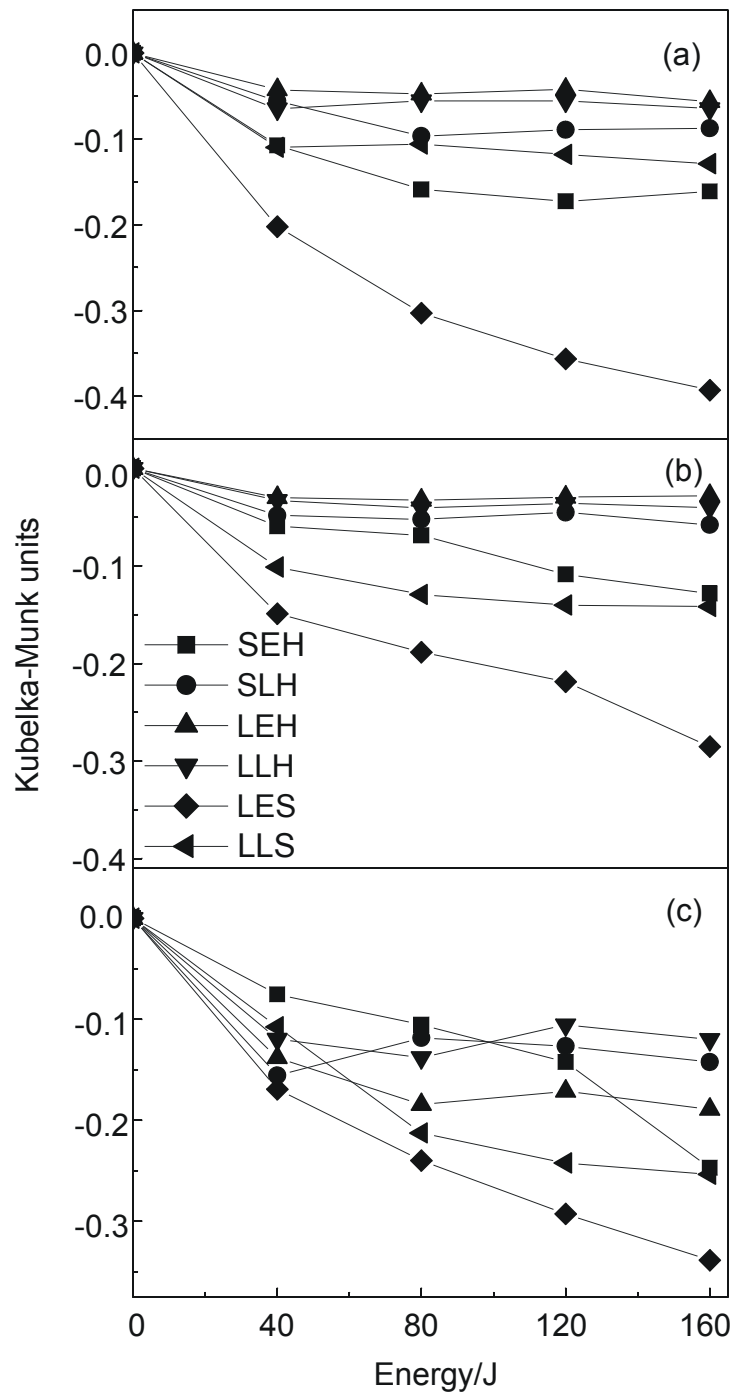 (a)
0.0
-0.1
-0.2
-0.3
-0.4
(b)
0.0
-0.1
-0.2
-0.3
-0.4
SEH
SLH
LEH
LLH
LES
LLS
(c)
0.0
-0.1
-0.2
-0.3
0 40 80 120 160
Energy/J
Kubelka-Munk units